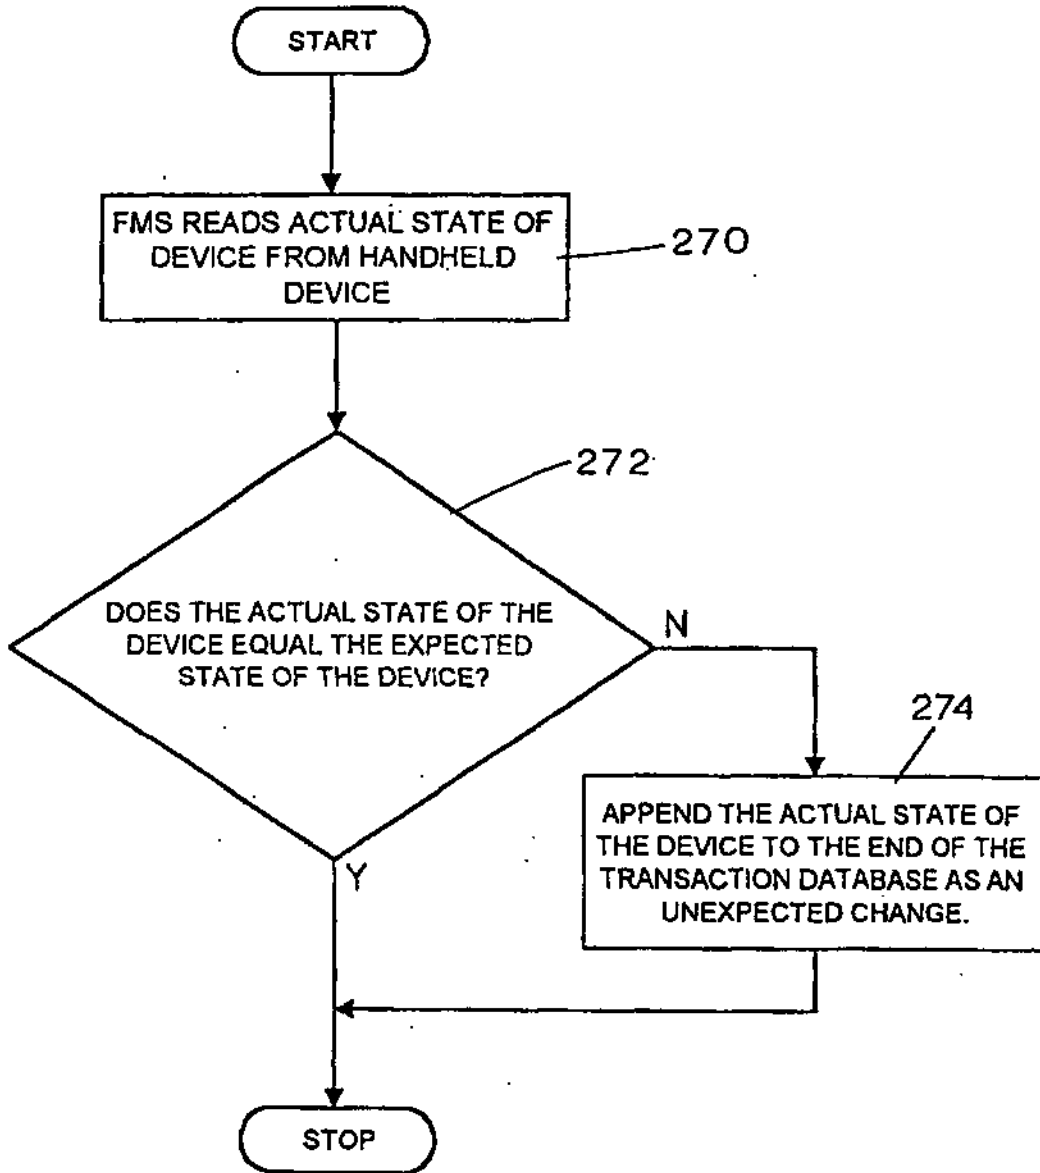 START
FMS READS ACTUAL STATE OF
DEVICE FROM HANDHELD
DEVICE
270
272
DOES THE ACTUAL STATE OF THE
DEVICE EQUAL THE EXPECTED
STATE OF THE DEVICE?
N
Y
274
APPEND THE ACTUAL STATE OF
THE DEVICE TO THE END OF THE
TRANSACTION DATABASE AS AN
UNEXPECTED CHANGE.
STOP